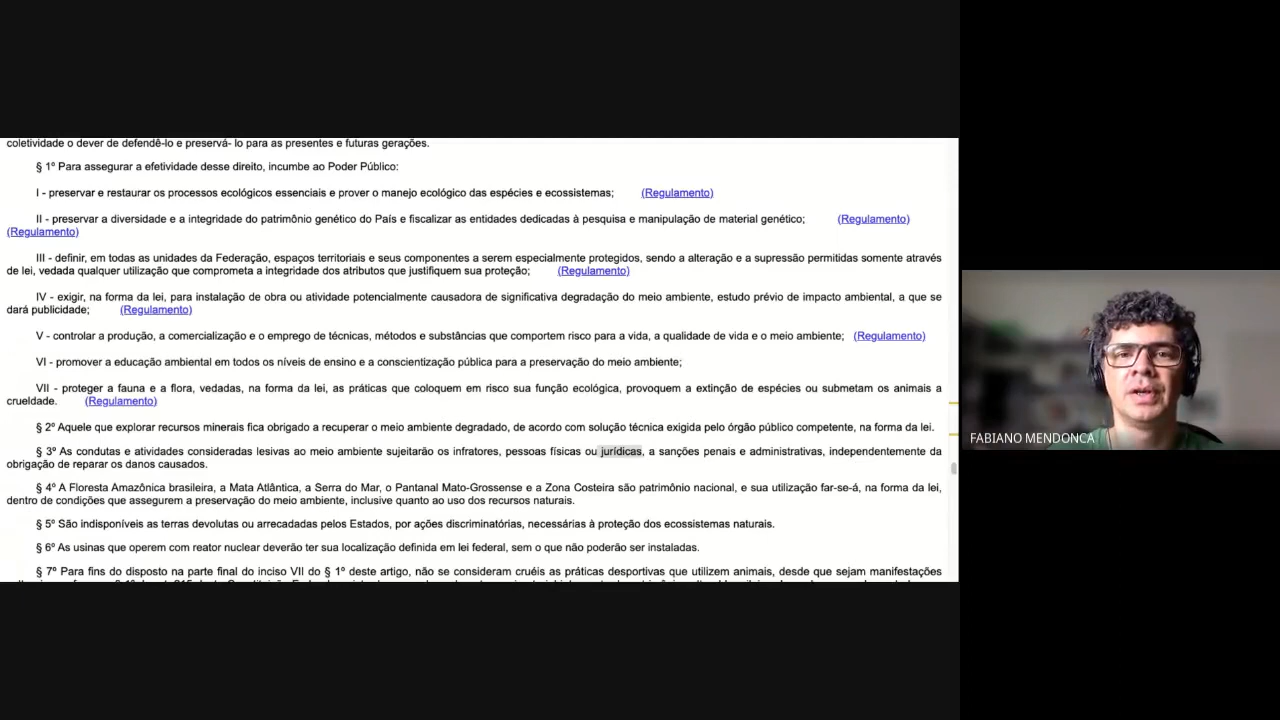 coletividade o dever de defendê-lo e preservá- lo para as presentes e futuras gerações.
§ 1º Para assegurar a efetividade desse direito, incumbe ao Poder Público:
I - preservar e restaurar os processos ecológicos essenciais e prover o manejo ecológico das espécies e ecossistemas; (Regulamento)
II - preservar a diversidade e a integridade do patrimônio genético do País e fiscalizar as entidades dedicadas à pesquisa e manipulação de material genético; (Regulamento)
(Regulamento)
III - definir, em todas as unidades da Federação, espaços territoriais e seus componentes a serem especialmente protegidos, sendo a alteração e a supressão permitidas somente através
de lei, vedada qualquer utilização que comprometa a integridade dos atributos que justifiquem sua proteção; (Regulamento)
IV - exigir, na forma da lei, para instalação de obra ou atividade potencialmente causadora de significativa degradação do meio ambiente, estudo prévio de impacto ambiental, a que se
dará publicidade; (Regulamento)
V - controlar a produção, a comercialização e o emprego de técnicas, métodos e substâncias que comportem risco para a vida, a qualidade de vida e o meio ambiente; (Regulamento)
VI - promover a educação ambiental em todos os níveis de ensino e a conscientização pública para a preservação do meio ambiente;
VII - proteger a fauna e a flora, vedadas, na forma da lei, as práticas que coloquem em risco sua função ecológica, provoquem a extinção de espécies ou submetam os animais a
crueldade. (Regulamento)
§ 2º Aquele que explorar recursos minerais fica obrigado a recuperar o meio ambiente degradado, de acordo com solução técnica exigida pelo órgão público competente, na forma da lei.
§ 3º As condutas e atividades consideradas lesivas ao meio ambiente sujeitarão os infratores, pessoas físicas ou jurídicas, a sanções penais e administrativas, independentemente da
obrigação de reparar os danos causados.
§ 4º A Floresta Amazônica brasileira, a Mata Atlântica, a Serra do Mar, o Pantanal Mato-Grossense e a Zona Costeira são patrimônio nacional, e sua utilização far-se-á, na forma da lei,
dentro de condições que assegurem a preservação do meio ambiente, inclusive quanto ao uso dos recursos naturais.
§ 5º São indisponíveis as terras devolutas ou arrecadadas pelos Estados, por ações discriminatórias, necessárias à proteção dos ecossistemas naturais.
§ 6º As usinas que operem com reator nuclear deverão ter sua localização definida em lei federal, sem o que não poderão ser instaladas.
§ 7º Para fins do disposto na parte final do inciso VII do § 1º deste artigo, não se consideram cruéis as práticas desportivas que utilizem animais, desde que sejam manifestações
FABIANO MENDONCA